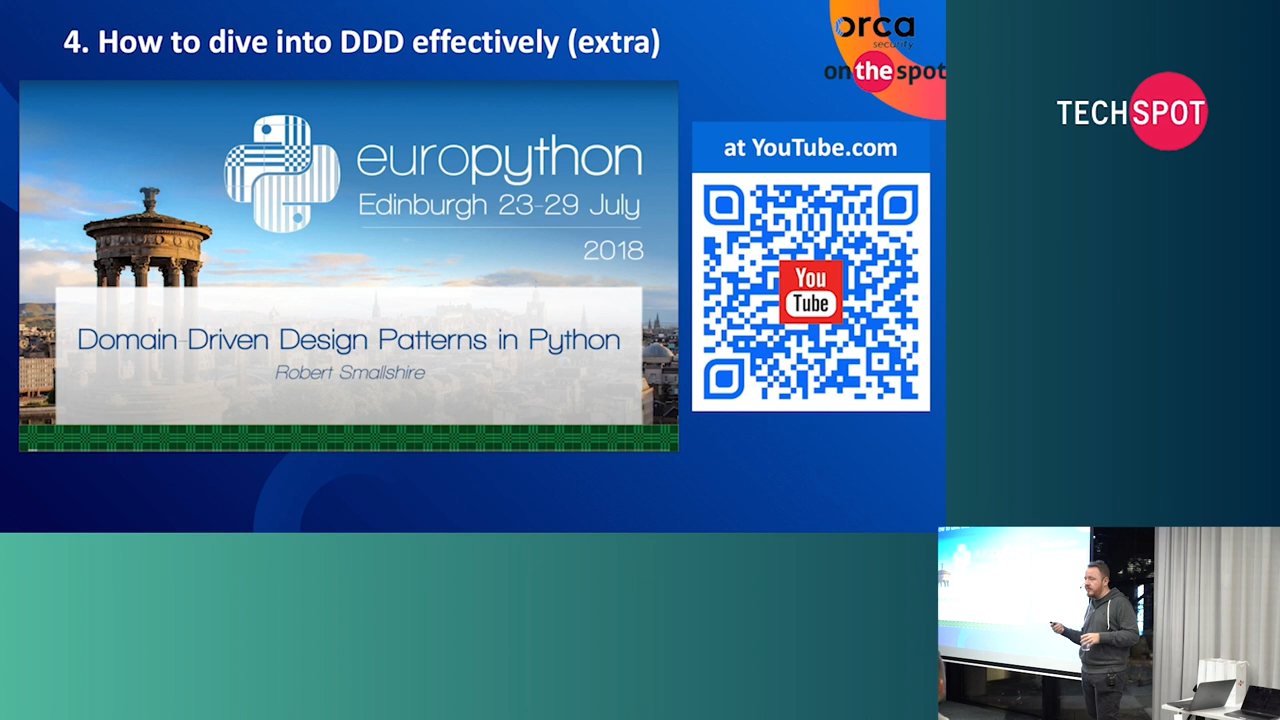 4. How to dive into DDD effectively (extra)
orca
security
on the spot
TECHSPOT
europython
Edinburgh 23-29 July
2018
at YouTube.com
You
Tube
Domain-Driven Design Patterns in Python
Robert Smallshire